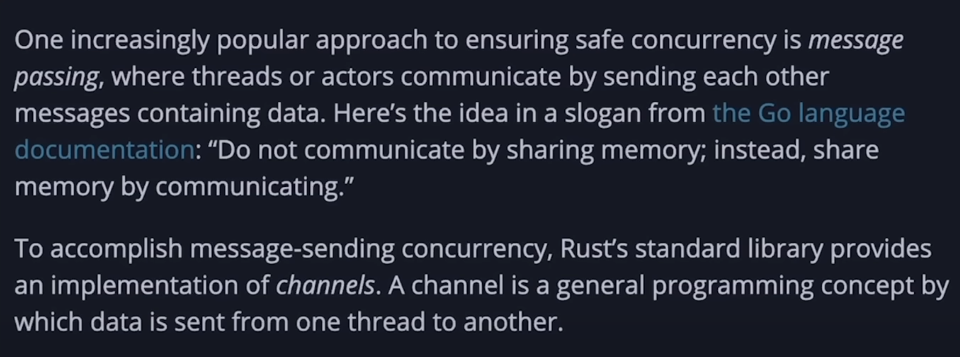 One increasingly popular approach to ensuring safe concurrency is message
passing, where threads or actors communicate by sending each other
messages containing data. Here’s the idea in a slogan from the Go language
documentation: “Do not communicate by sharing memory; instead, share
memory by communicating.”
To accomplish message-sending concurrency, Rust’s standard library provides
an implementation of channels. A channel is a general programming concept by
which data is sent from one thread to another.